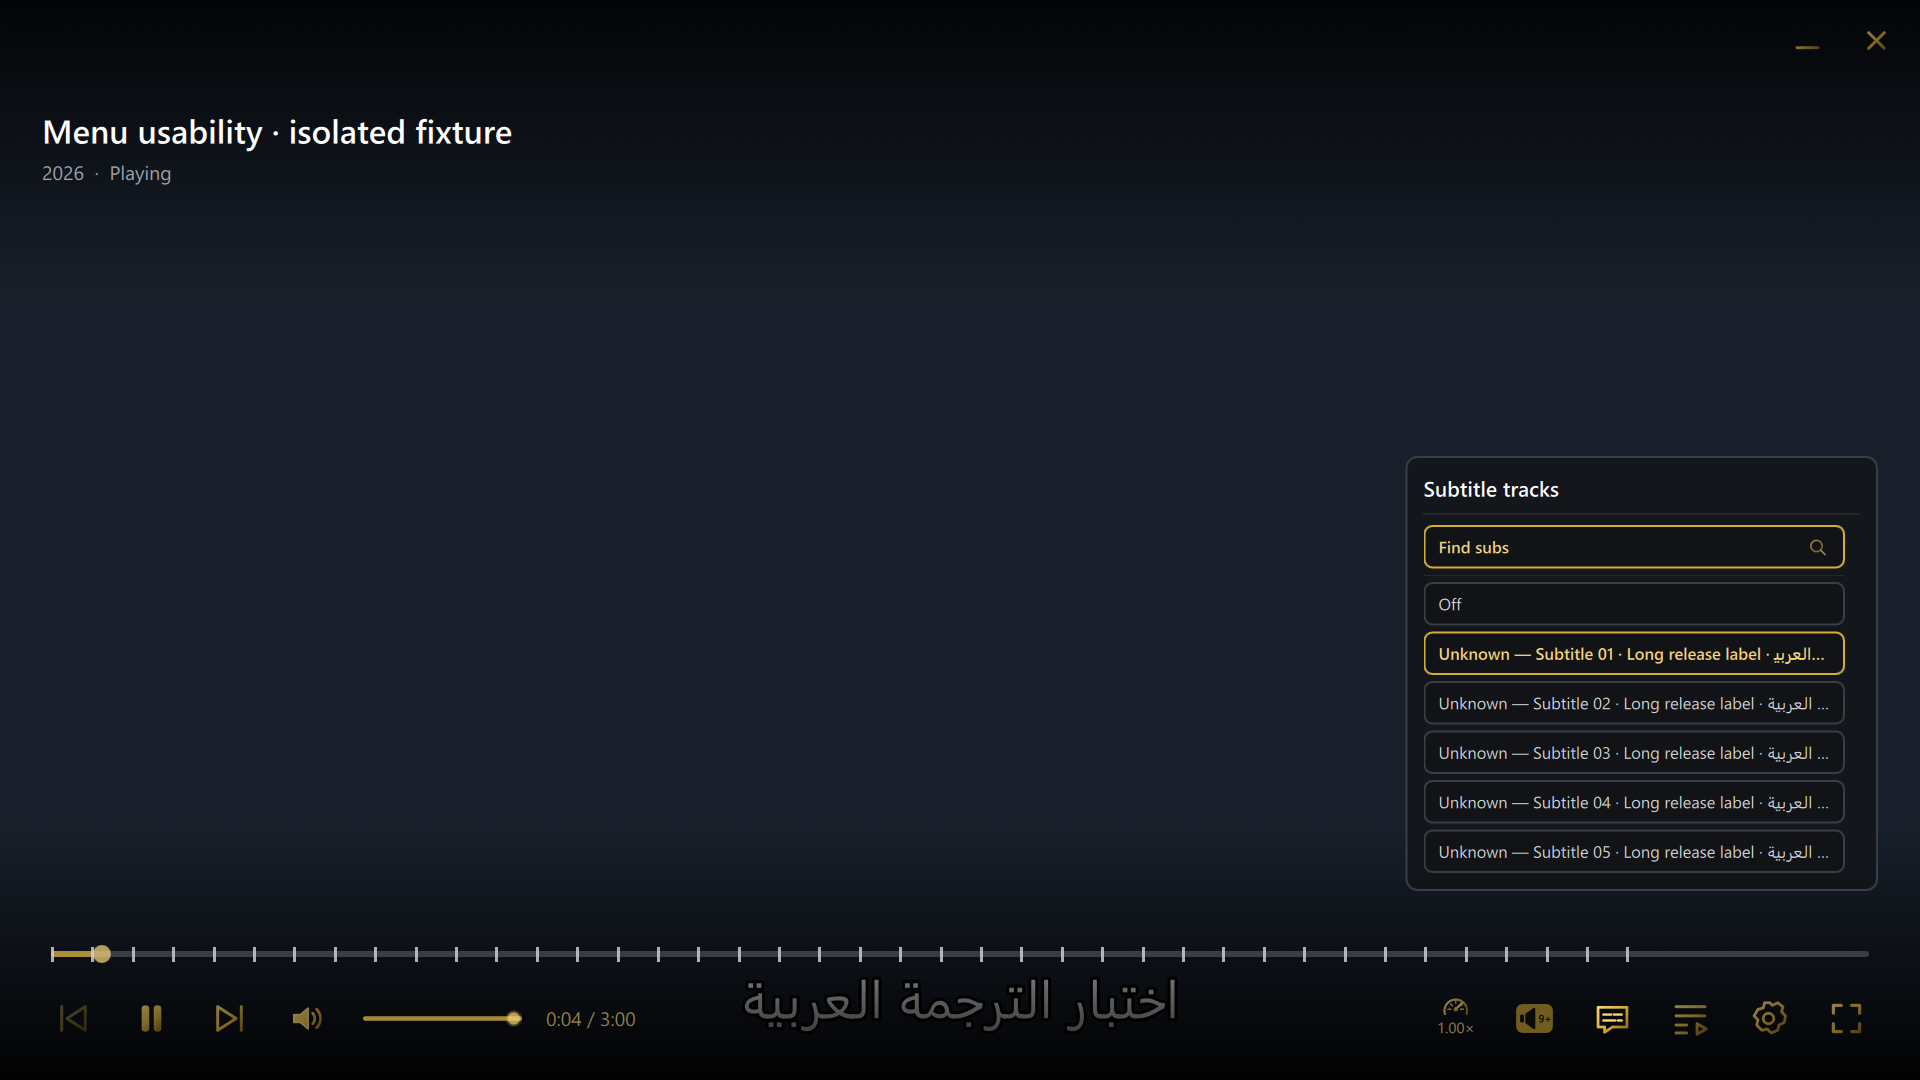 Menu usability · isolated fixture
2026 · Playing
Subtitle tracks
Find subs
Off
Unknown — Subtitle 01 · Long release label · العربي...
Unknown — Subtitle 02 · Long release label · العربية ...
Unknown — Subtitle 03 · Long release label · العربية ...
Unknown — Subtitle 04 · Long release label · العربية ...
Unknown — Subtitle 05 · Long release label · العربية ...
اختبار الترجمة العربية
0:04 / 3:00
1.00×
9+